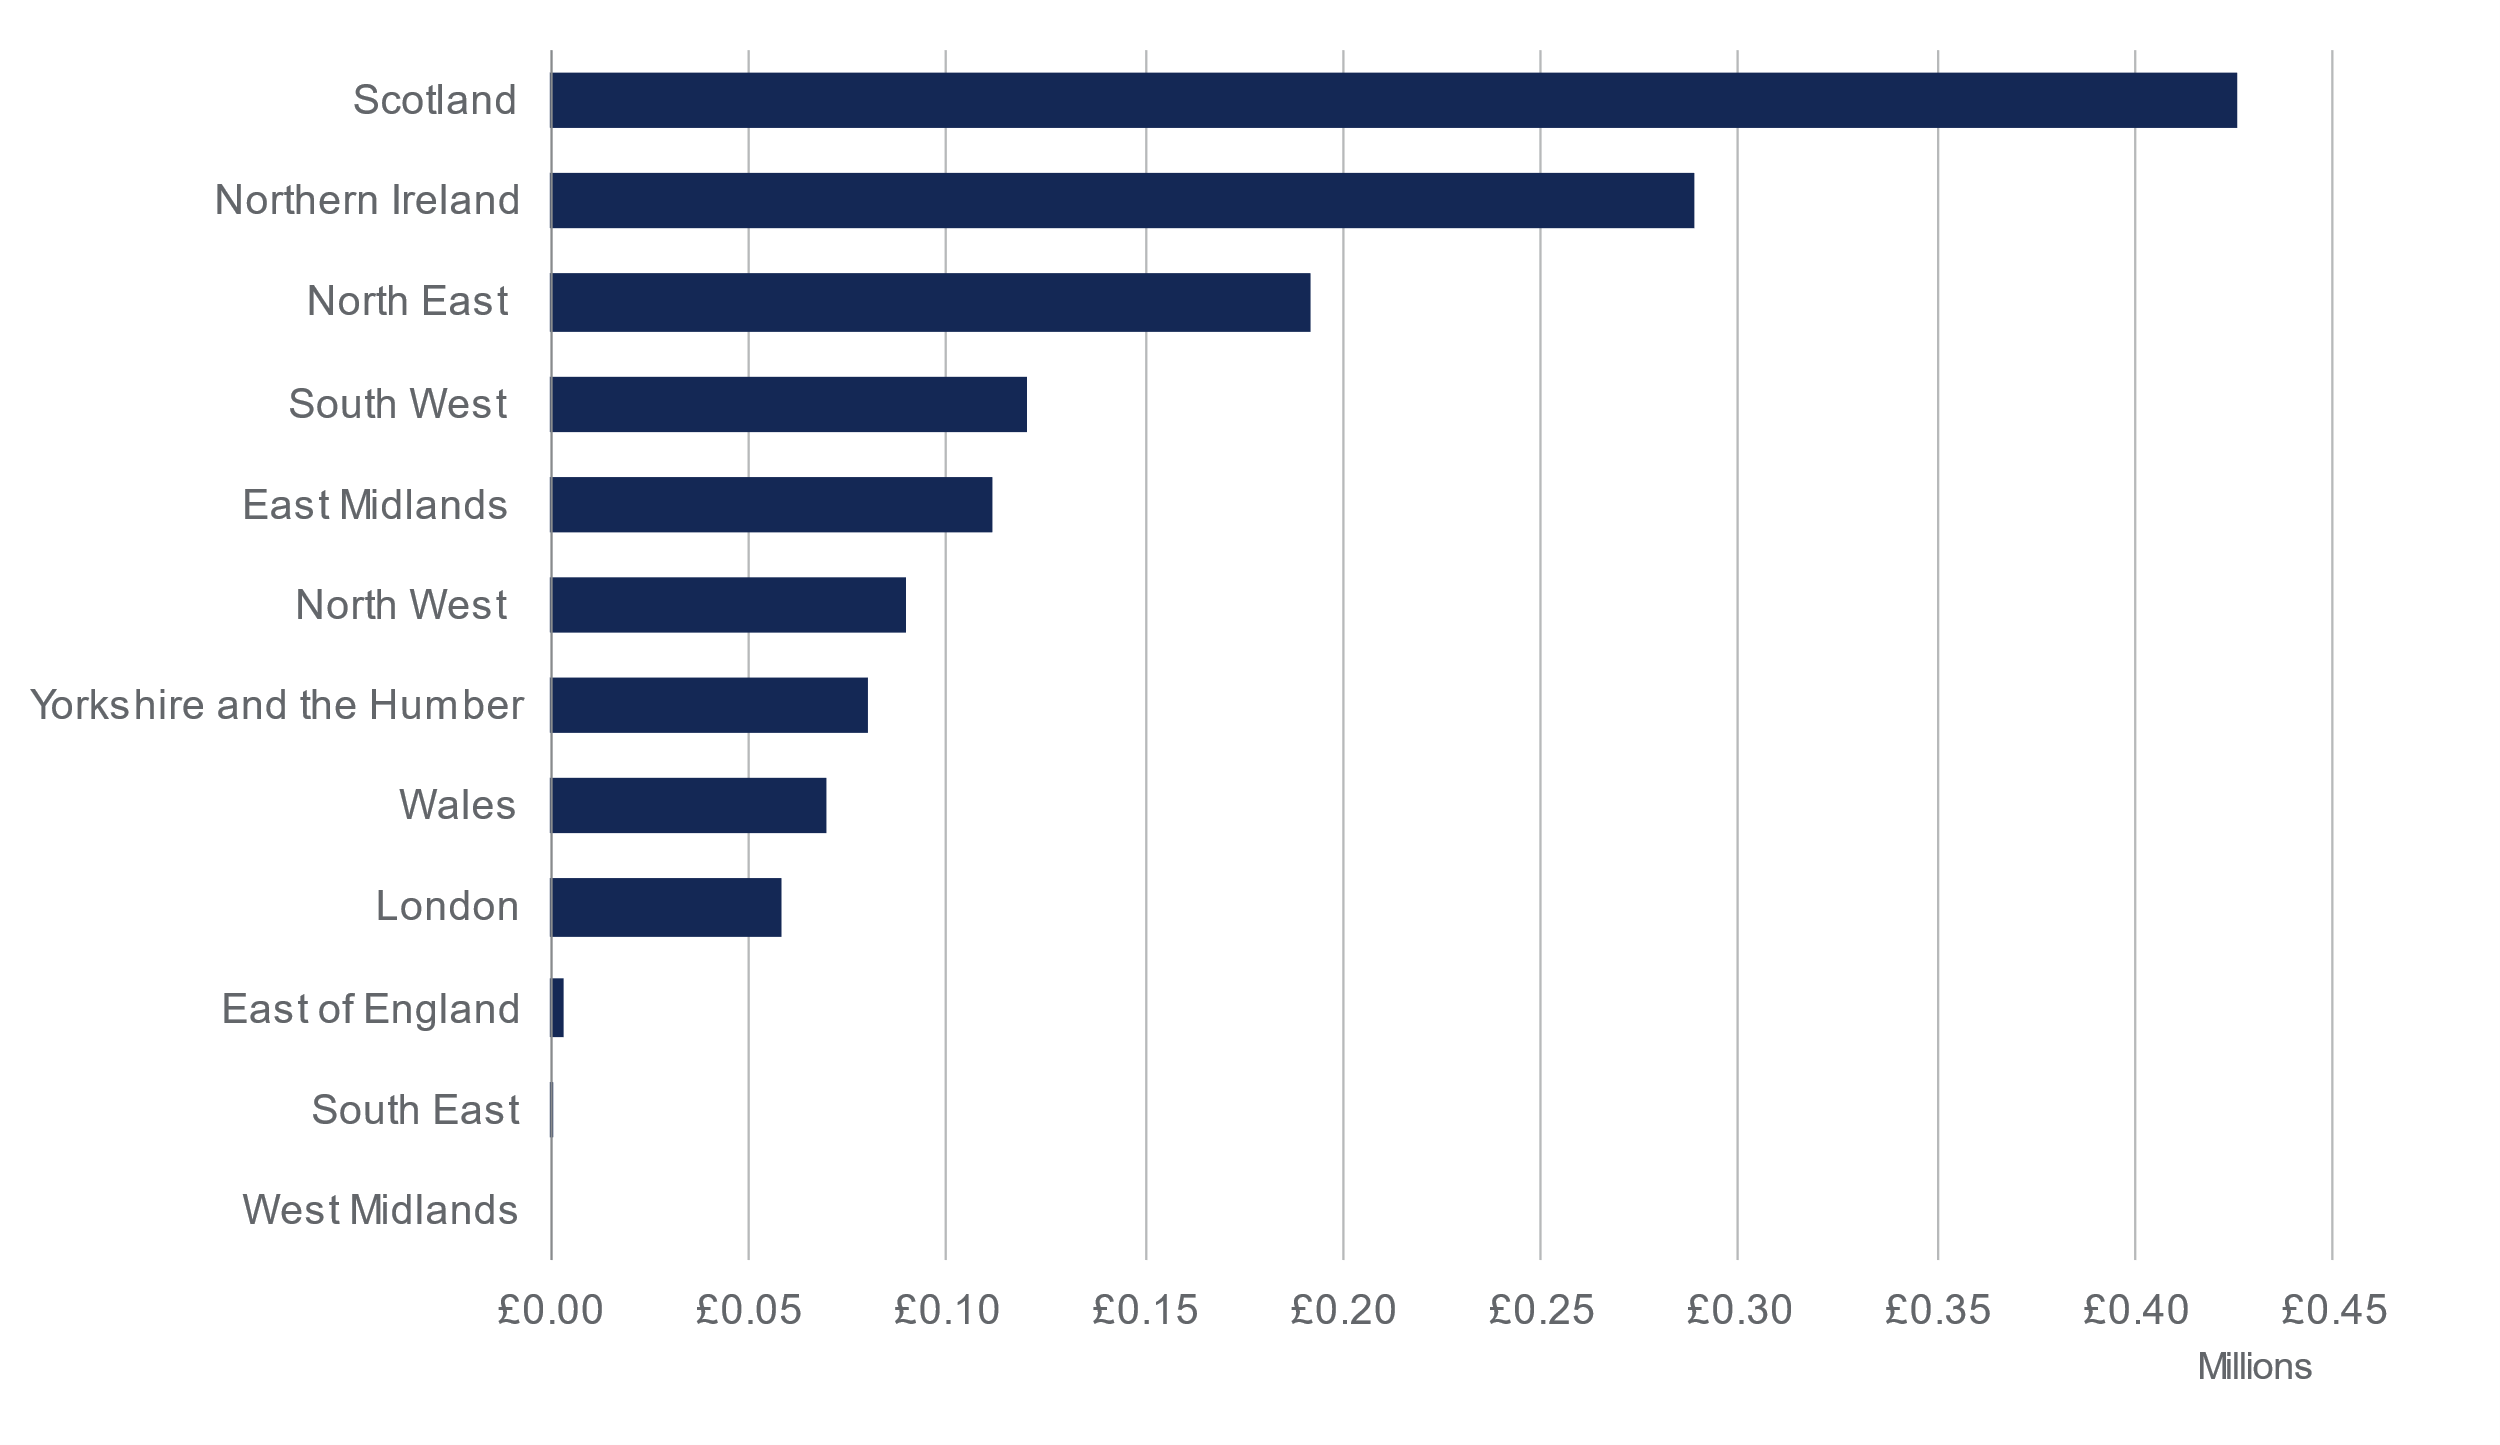 Scotland
Northern Ireland
North East
South West
East Midlands
North West
Yorkshire and the Humber
Wales
London
East of England
South East
West Midlands
£0.00 £0.05 £0.10 £0.15 £0.20 £0.25 £0.30 £0.35 £0.40 £0.45
Millions